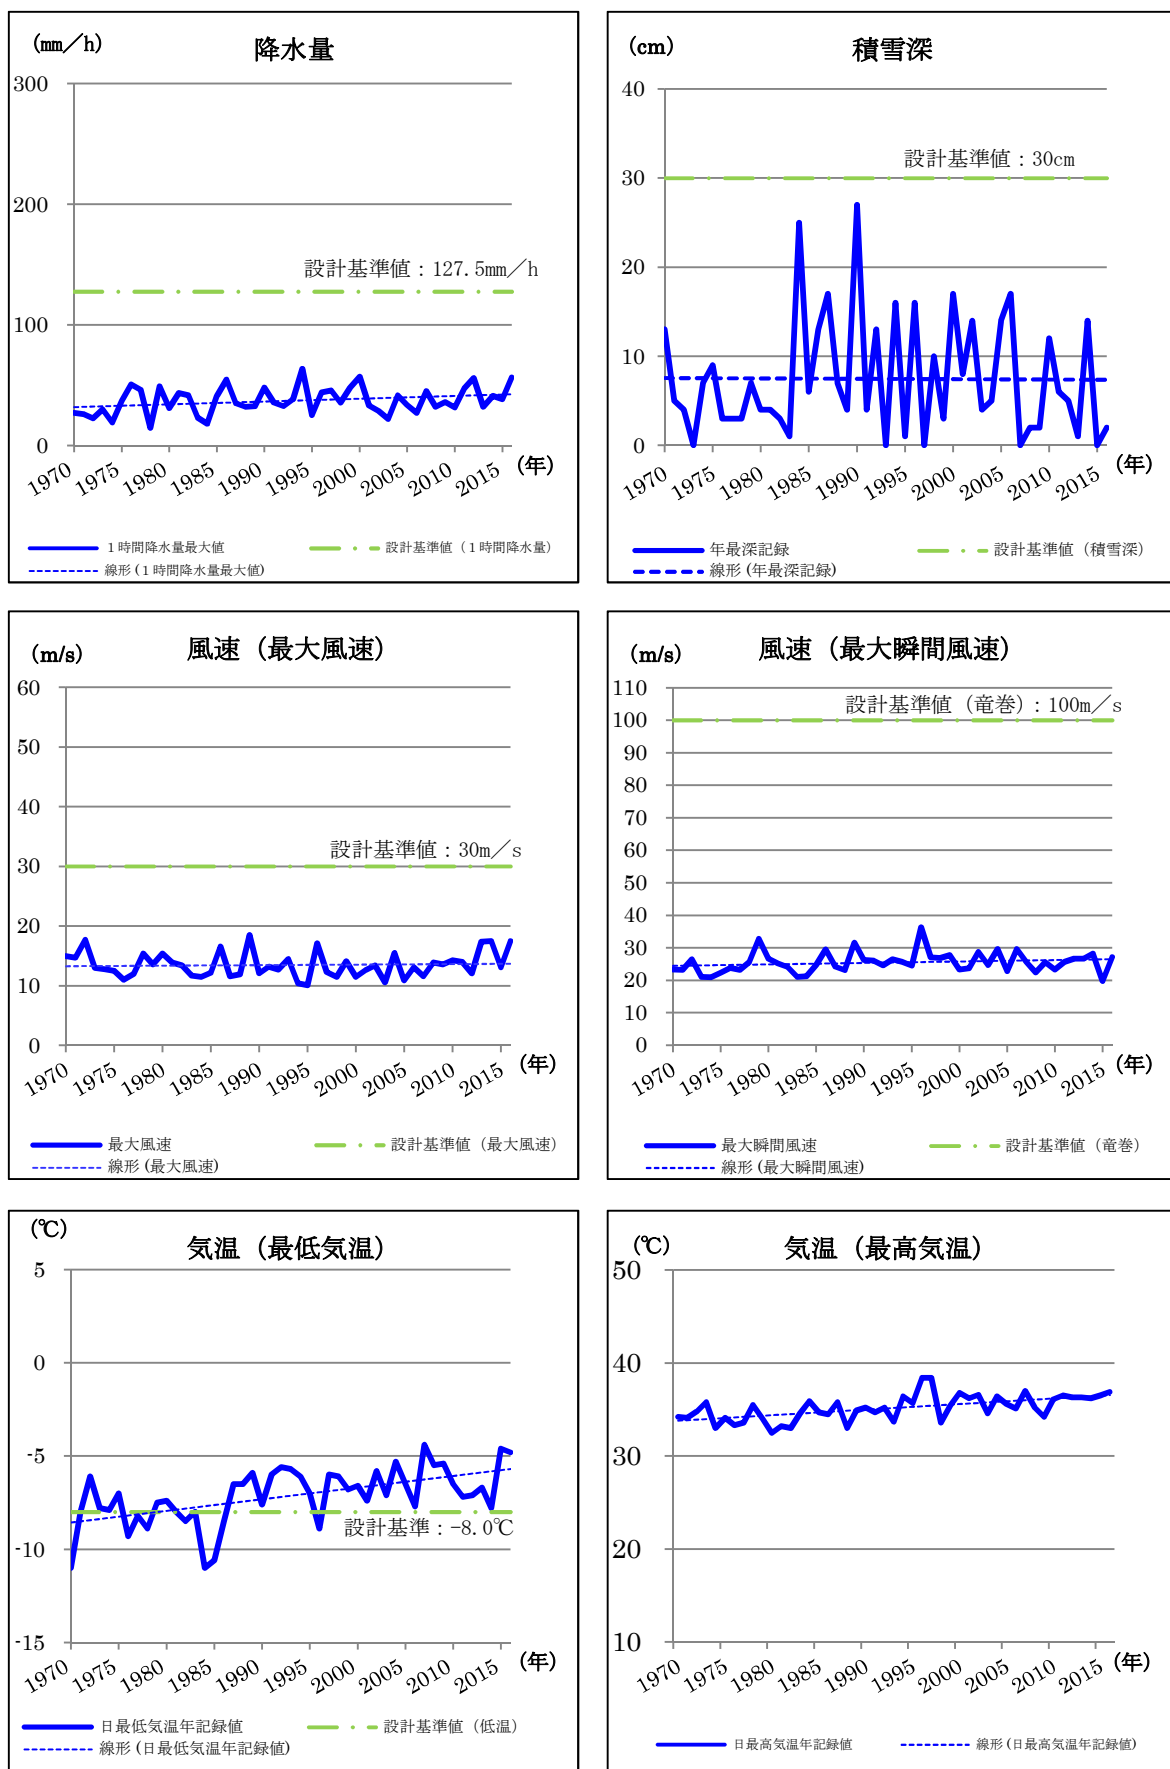 (mm／h)
降水量
300
200
設計基準値：127.5mm／h
100
0
1970 1975 1980 1985 1990 1995 2000 2005 2010 2015 (年)
１時間降水量最大値 設計基準値（１時間降水量）
線形 (１時間降水量最大値)
(cm)
積雪深
40
設計基準値：30cm
30
20
10
0
1970 1975 1980 1985 1990 1995 2000 2005 2010 2015 (年)
年最深記録 設計基準値（積雪深）
線形 (年最深記録)
(m/s)
風速（最大風速）
60
50
40
設計基準値：30m／s
30
20
10
0
1970 1975 1980 1985 1990 1995 2000 2005 2010 2015 (年)
最大風速 設計基準値（最大風速）
線形 (最大風速)
(m/s)
風速（最大瞬間風速）
110
設計基準値（竜巻）：100m／s
100
90
80
70
60
50
40
30
20
10
0
1970 1975 1980 1985 1990 1995 2000 2005 2010 2015 (年)
最大瞬間風速 設計基準値（竜巻）
線形 (最大瞬間風速)
(℃)
気温（最低気温）
5
0
-5
設計基準：-8.0℃
-10
-15
1970 1975 1980 1985 1990 1995 2000 2005 2010 2015 (年)
日最低気温年記録値 設計基準値（低温）
線形 (日最低気温年記録値)
(℃)
気温（最高気温）
50
40
30
20
10
1970 1975 1980 1985 1990 1995 2000 2005 2010 2015 (年)
日最高気温年記録値 線形 (日最高気温年記録値)